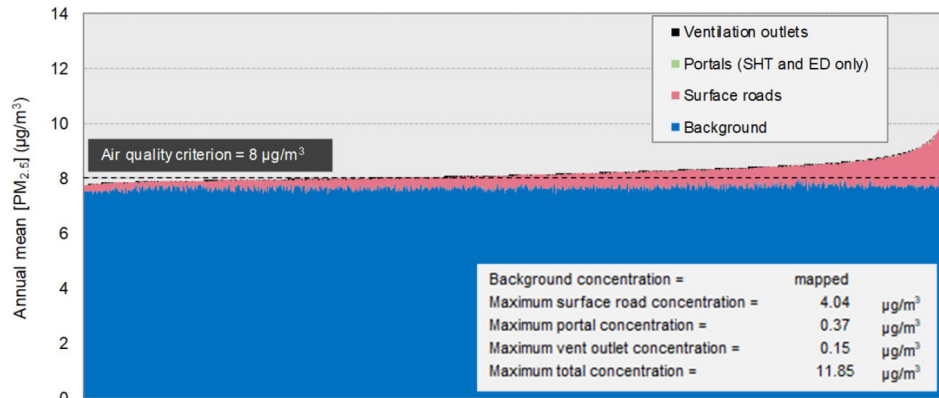 14
12
10
8
6
4
2
0
Annual mean [PM2.5] (µg/m³)
Ventilation outlets
Portals (SHT and ED only)
Surface roads
Background
Air quality criterion = 8 µg/m³
Background concentration = mapped
Maximum surface road concentration = 4.04 µg/m³
Maximum portal concentration = 0.37 µg/m³
Maximum vent outlet concentration = 0.15 µg/m³
Maximum total concentration = 11.85 µg/m³